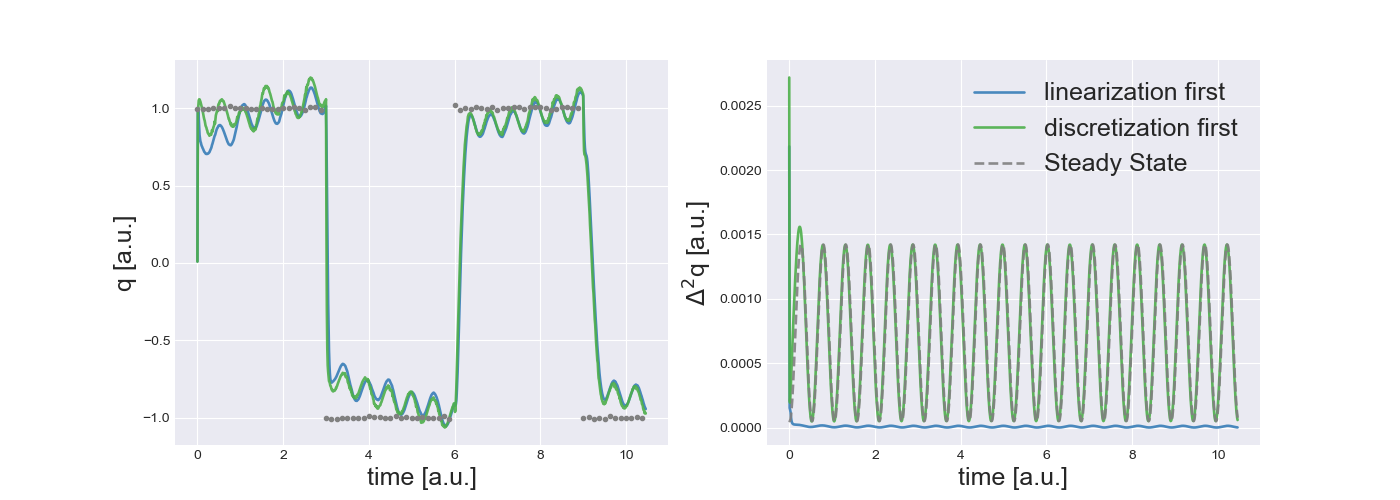 1.0
0.5
0.0
−0.5
−1.0
q [a.u.]
0 2 4 6 8 10
time [a.u.]
linearization first
discretization first
Steady State
0.0025
0.0020
0.0015
0.0010
0.0005
0.0000
Δ²q [a.u.]
0 2 4 6 8 10
time [a.u.]